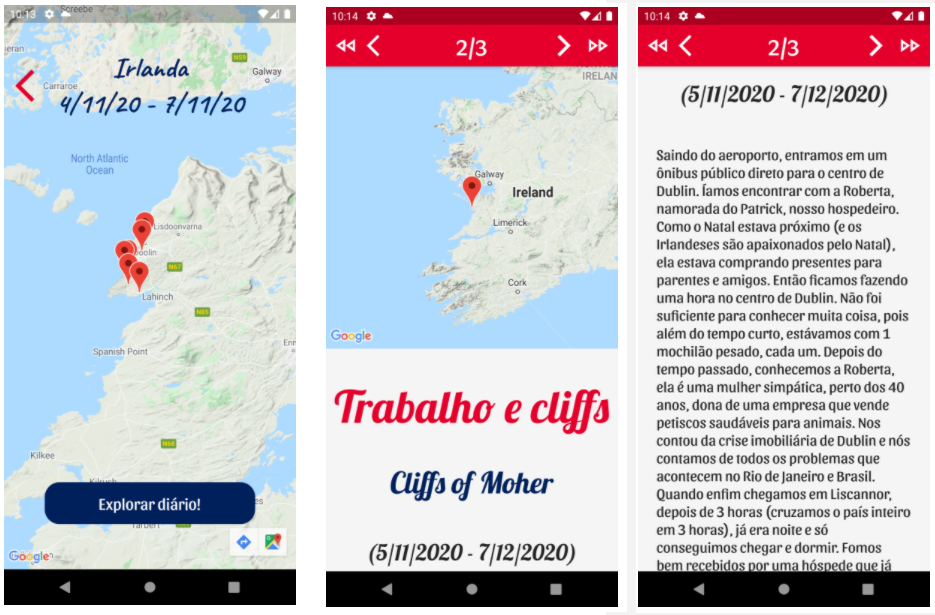 10:13
Screebe
N59
Galway
Carraroe
Irlanda
4/11/20 - 7/11/20
North Atlantic
Ocean
Lisdoonvarna
Doolin
N67
Lahinch
N85
Spanish Point
N68
Kilkee
Kilrush
Explorar diário!
Tarbert
Google
10:14
2/3
IRELAN
Galway
Ireland
Limerick
Cork
Google
Trabalho e cliffs
Cliffs of Moher
(5/11/2020 - 7/12/2020)
10:14
2/3
(5/11/2020 - 7/12/2020)
Saindo do aeroporto, entramos em um
ônibus público direto para o centro de
Dublin. Íamos encontrar com a Roberta,
namorada do Patrick, nosso hospedeiro.
Como o Natal estava próximo (e os
Irlandeses são apaixonados pelo Natal),
ela estava comprando presentes para
parentes e amigos. Então ficamos fazendo
uma hora no centro de Dublin. Não foi
suficiente para conhecer muita coisa, pois
além do tempo curto, estávamos com 1
mochilão pesado, cada um. Depois do
tempo passado, conhecemos a Roberta,
ela é uma mulher simpática, perto dos 40
anos, dona de uma empresa que vende
petiscos saudáveis para animais. Nos
contou da crise imobiliária de Dublin e nós
contamos de todos os problemas que
acontecem no Rio de Janeiro e Brasil.
Quando enfim chegamos em Liscannor,
depois de 3 horas (cruzamos o país inteiro
em 3 horas), já era noite e só
conseguimos chegar e dormir. Fomos
bem recebidos por uma hóspede que já